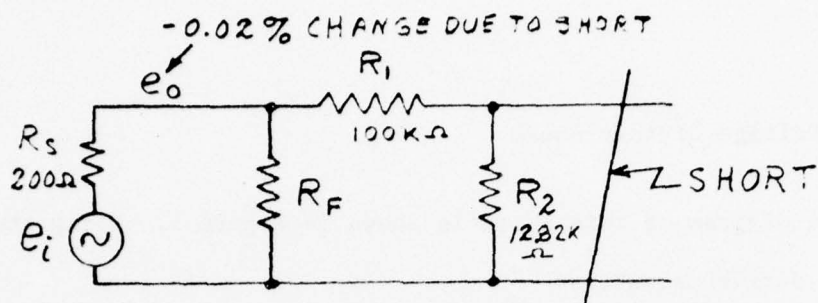 -0.02% CHANGE DUE TO SHORT
e₀
R₁
100KΩ
Rs
200Ω
RF
R₂
12.82K
Ω
SHORT
ei